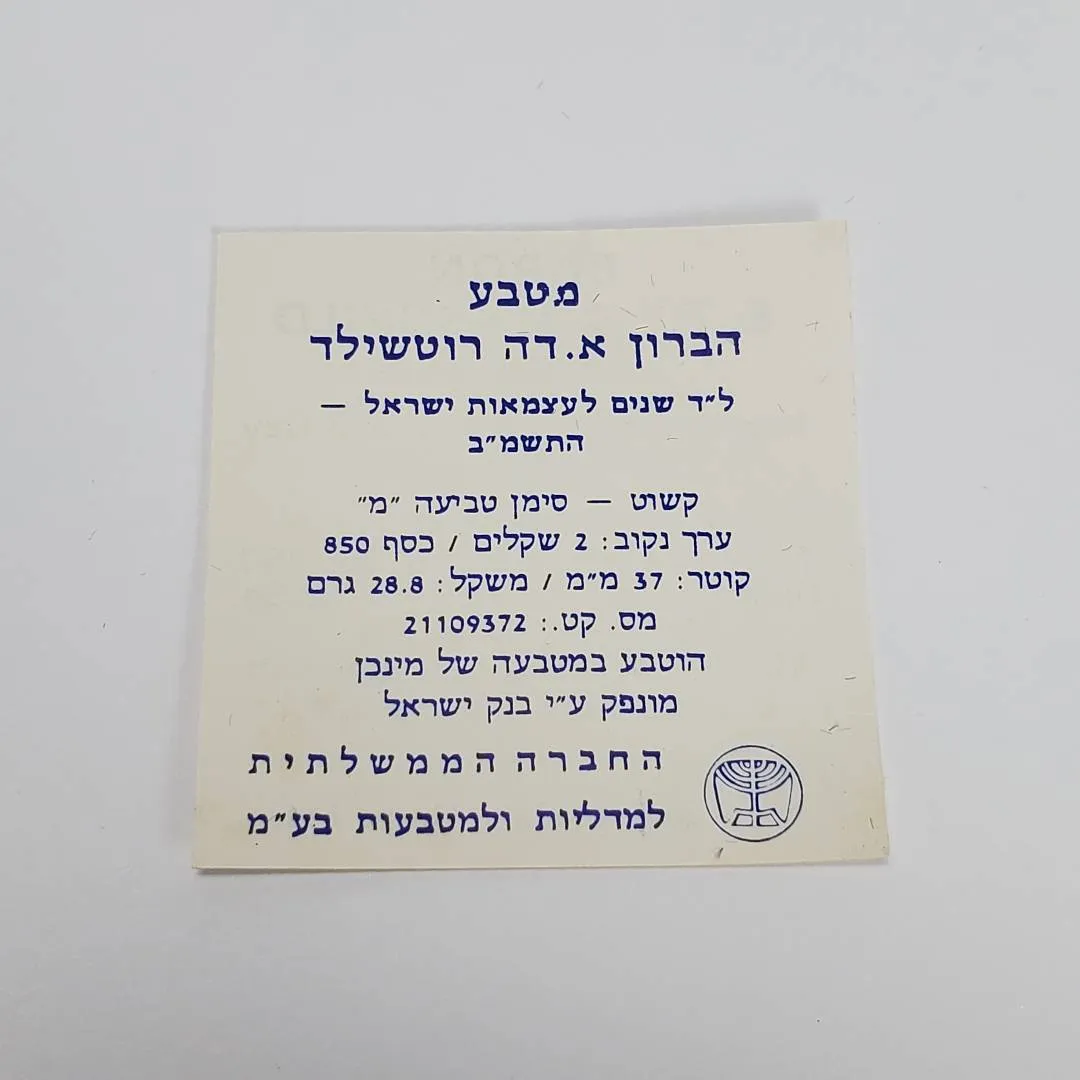 מטבע
הברון א.דה רוטשילד
ל״ד שנים לעצמאות ישראל —
התשמ״ב
קשוט — סימן טביעה ״מ״
ערך נקוב: 2 שקלים / כסף 850
קוטר: 37 מ״מ / משקל: 28.8 גרם
מס. קט.: 21109372
הוטבע במטבעה של מינכן
מונפק ע״י בנק ישראל
החברה הממשלתית
למדליות ולמטבעות בע״מ